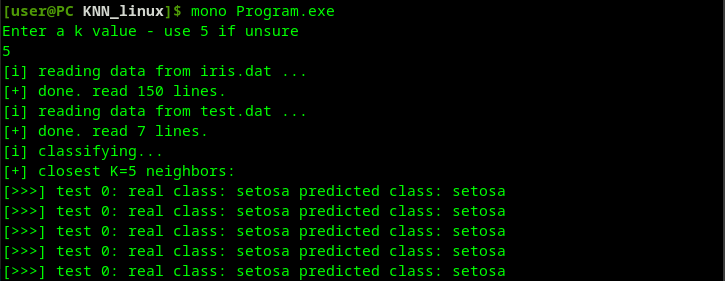 [user@PC KNN_linux]$ mono Program.exe
Enter a k value - use 5 if unsure
5
[i] reading data from iris.dat ...
[+] done. read 150 lines.
[i] reading data from test.dat ...
[+] done. read 7 lines.
[i] classifying...
[+] closest K=5 neighbors:
[>>>] test 0: real class: setosa predicted class: setosa
[>>>] test 0: real class: setosa predicted class: setosa
[>>>] test 0: real class: setosa predicted class: setosa
[>>>] test 0: real class: setosa predicted class: setosa
[>>>] test 0: real class: setosa predicted class: setosa